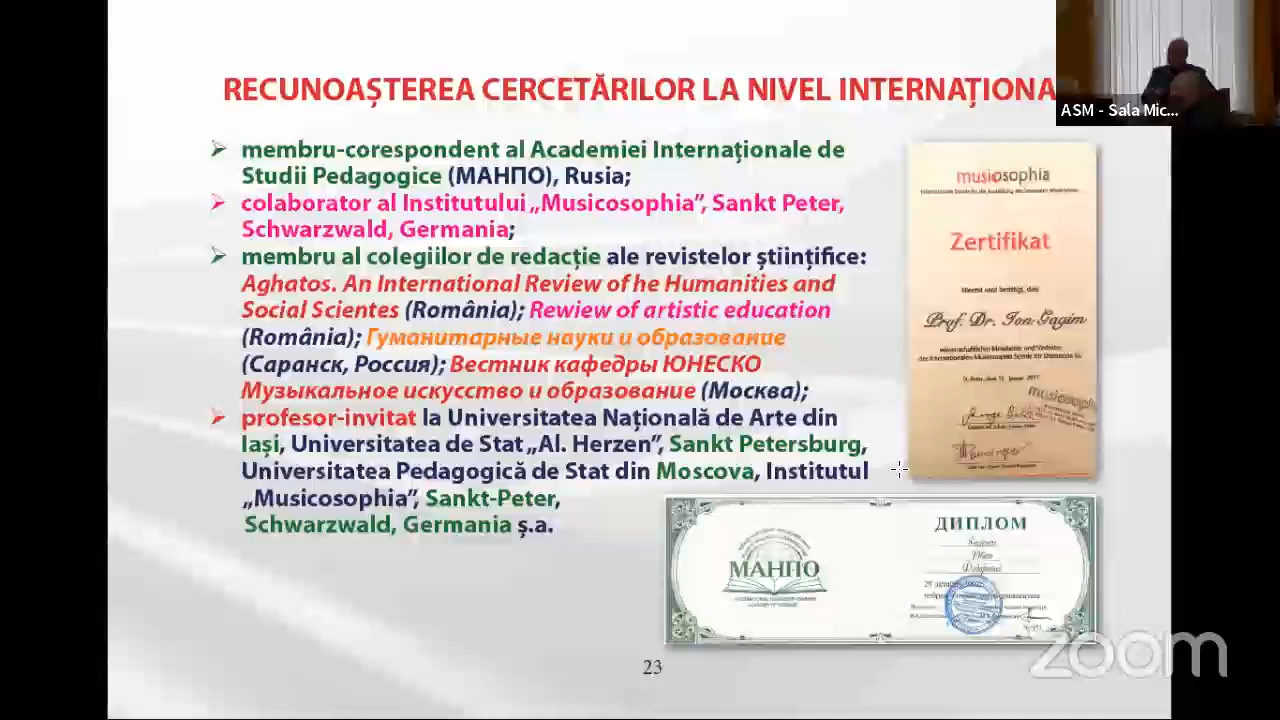 RECUNOAȘTEREA CERCETĂRILOR LA NIVEL INTERNAȚIONA
ASM - Sala Mic...
membru-corespondent al Academiei Internaționale de
Studii Pedagogice (МАНПО), Rusia;
colaborator al Institutului „Musicosophia”, Sankt Peter,
Schwarzwald, Germania;
membru al colegiilor de redacție ale revistelor științifice:
Aghatos. An International Review of he Humanities and
Social Scientes (România); Rewiew of artistic education
(România); Гуманитарные науки и образование
(Саранск, Россия); Вестник кафедры ЮНЕСКО
Музыкальное искусство и образование (Москва);
profesor-invitat la Universitatea Națională de Arte din
Iași, Universitatea de Stat „Al. Herzen”, Sankt Petersburg,
Universitatea Pedagogică de Stat din Moscova, Institutul
„Musicosophia”, Sankt-Peter,
Schwarzwald, Germania ș.a.
musicosophia
Zertifikat
Hiermit wird bestätigt, dass
Prof. Dr. Ion Gagim
ДИПЛОМ
МАНПО
23
zoom